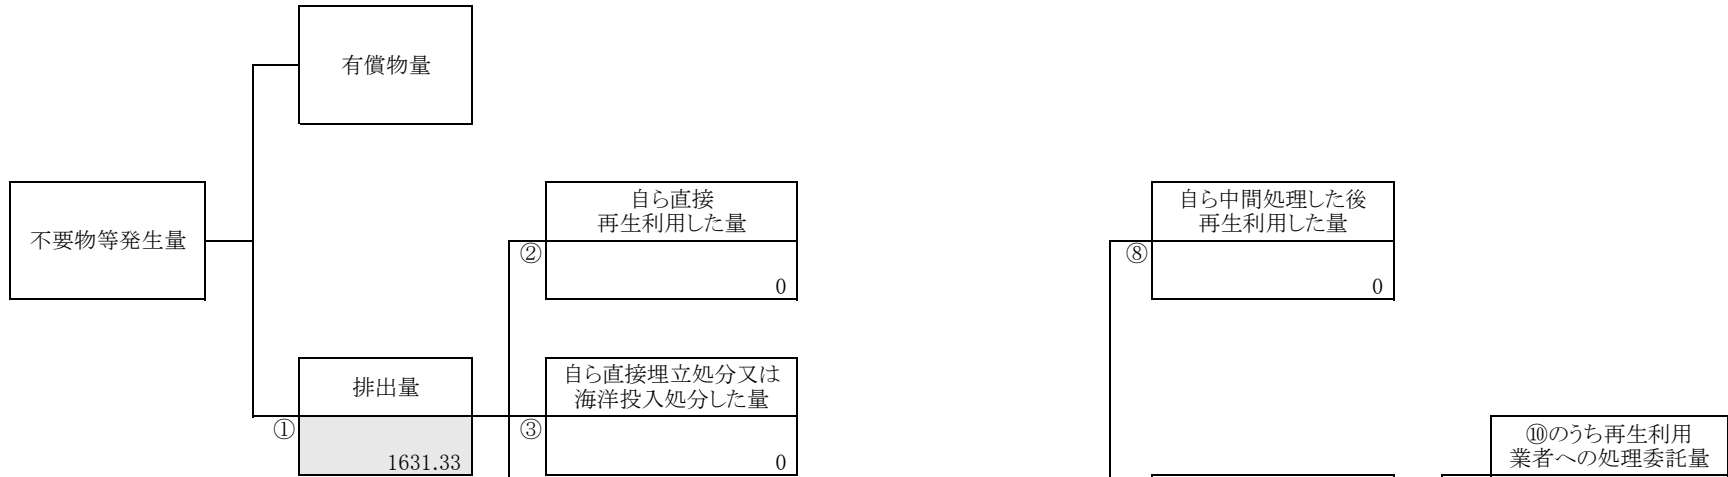 有償物量
不要物等発生量
自ら直接
再生利用した量
②
0
自ら中間処理した後
再生利用した量
⑧
0
排出量
①
1631.33
自ら直接埋立処分又は
海洋投入処分した量
③
0
⑩のうち再生利用
業者への処理委託量